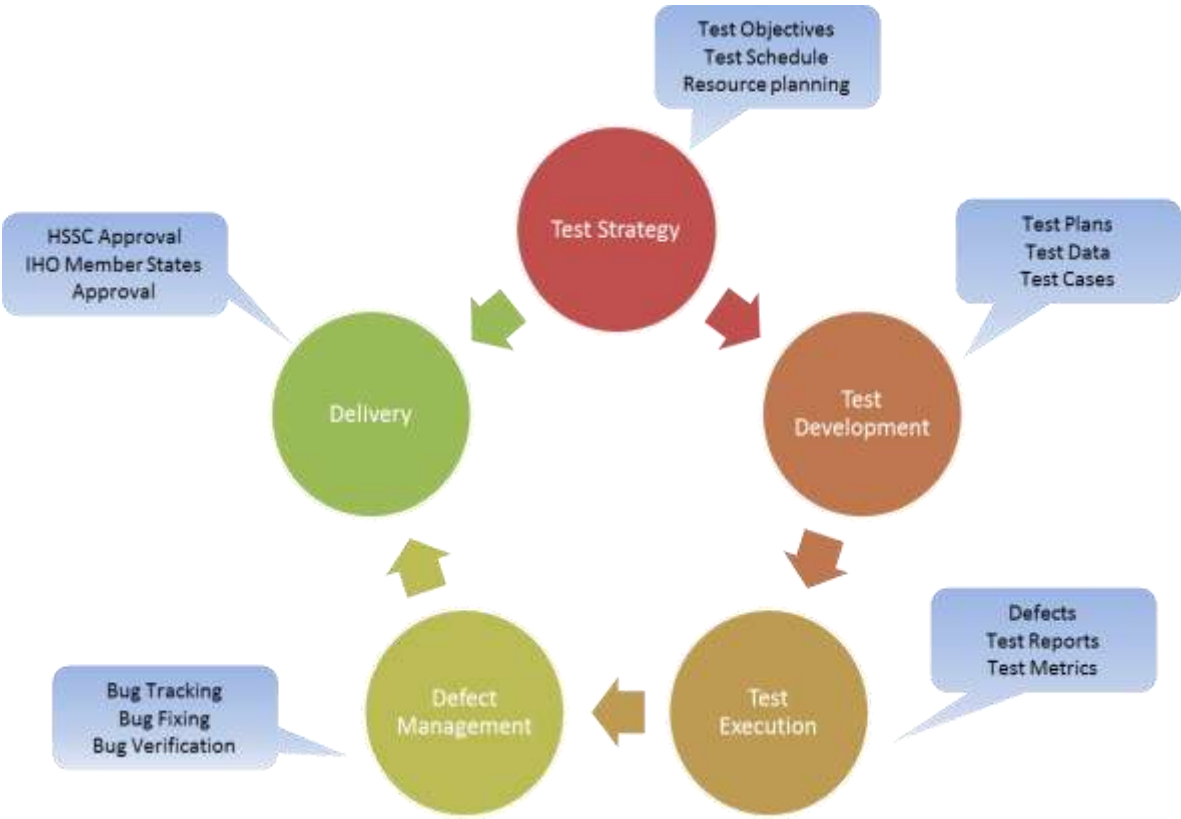 Test Objectives
Test Schedule
Resource planning
Test Strategy
HSSC Approval
IHO Member States
Approval
Test Plans
Test Data
Test Cases
Delivery
Test
Development
Defects
Test Reports
Test Metrics
Bug Tracking
Bug Fixing
Bug Verification
Defect
Management
Test
Execution